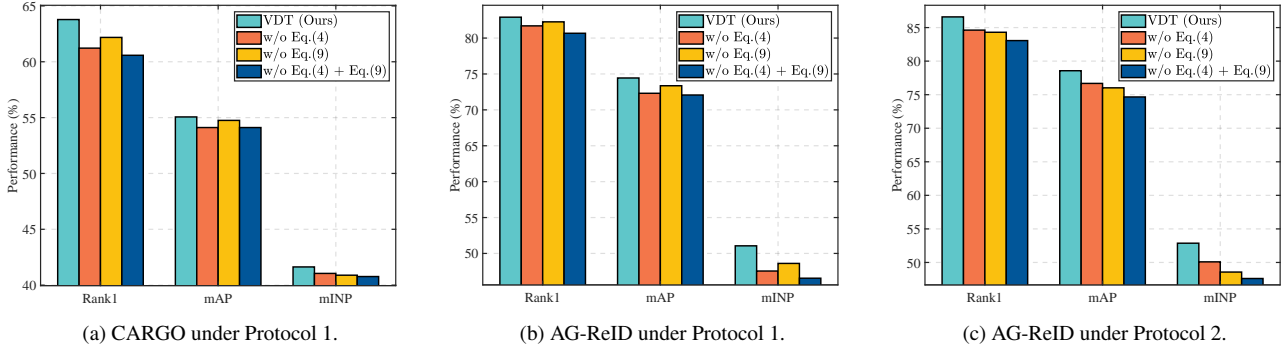 65
60
55
50
45
40
Performance (%)
Rank1 mAP mINP
VDT (Ours)
w/o Eq.(4)
w/o Eq.(9)
w/o Eq.(4) + Eq.(9)
(a) CARGO under Protocol 1.
80
75
70
65
60
55
50
Performance (%)
Rank1 mAP mINP
VDT (Ours)
w/o Eq.(4)
w/o Eq.(9)
w/o Eq.(4) + Eq.(9)
(b) AG-ReID under Protocol 1.
85
80
75
70
65
60
55
50
Performance (%)
Rank1 mAP mINP
VDT (Ours)
w/o Eq.(4)
w/o Eq.(9)
w/o Eq.(4) + Eq.(9)
(c) AG-ReID under Protocol 2.